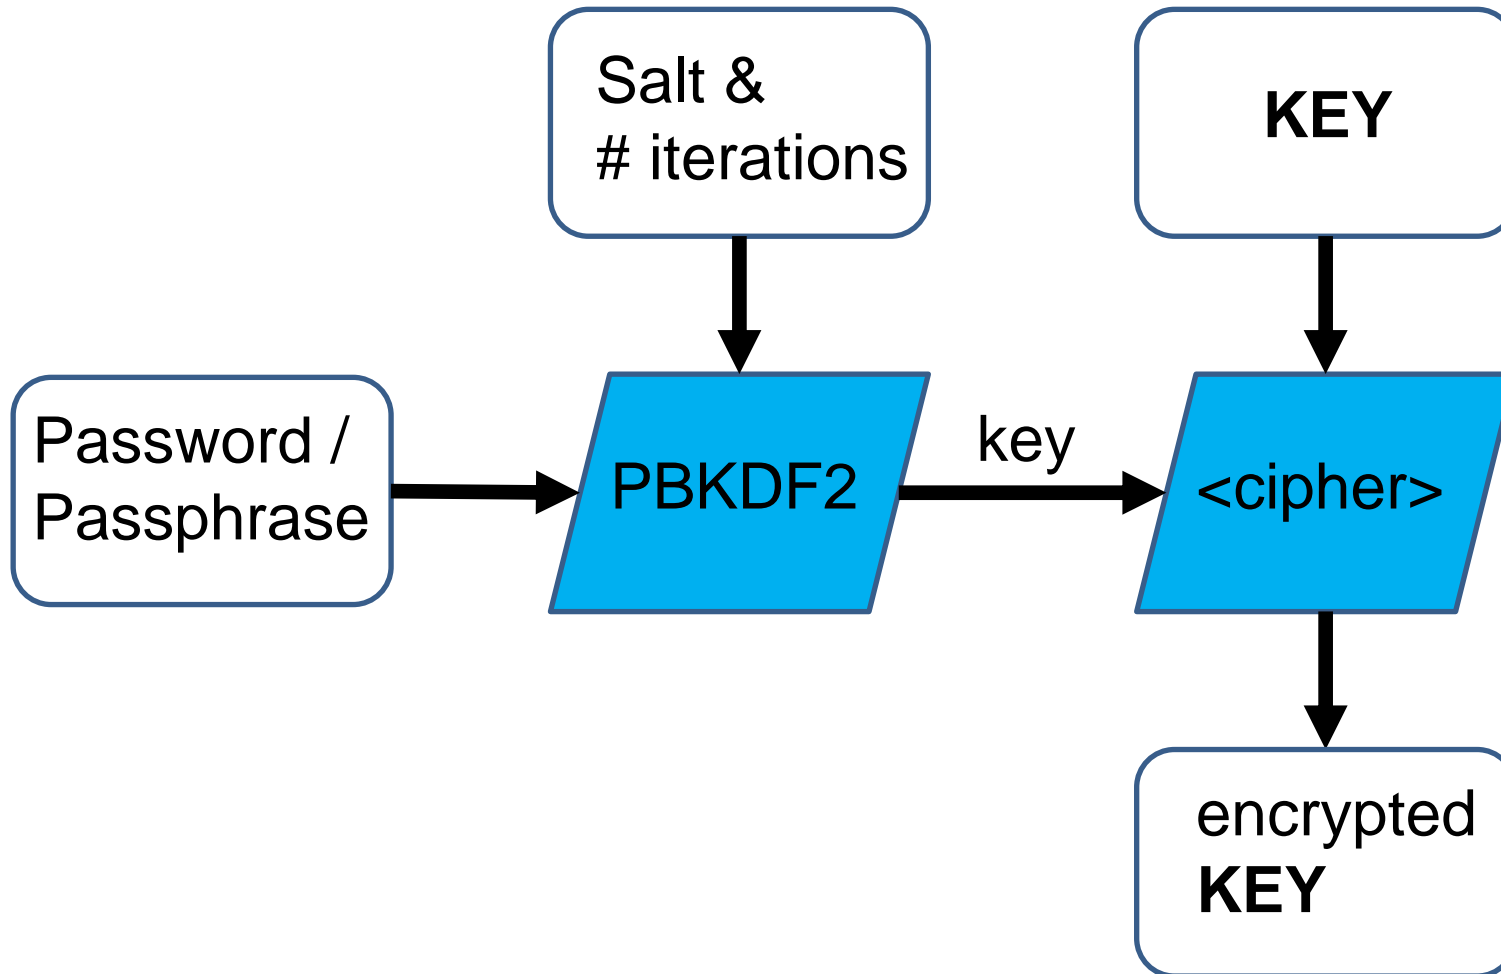 Salt &
# iterations
KEY
Password /
Passphrase
PBKDF2
key
<cipher>
encrypted
KEY